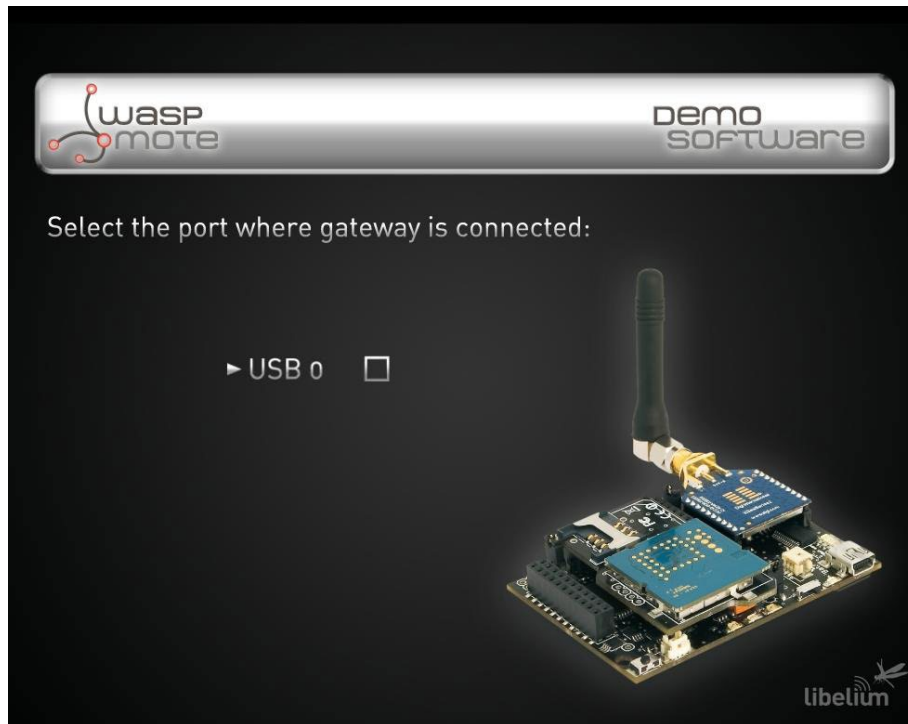 wasp
mote
Demo
software
Select the port where gateway is connected:
► USB 0
libelium